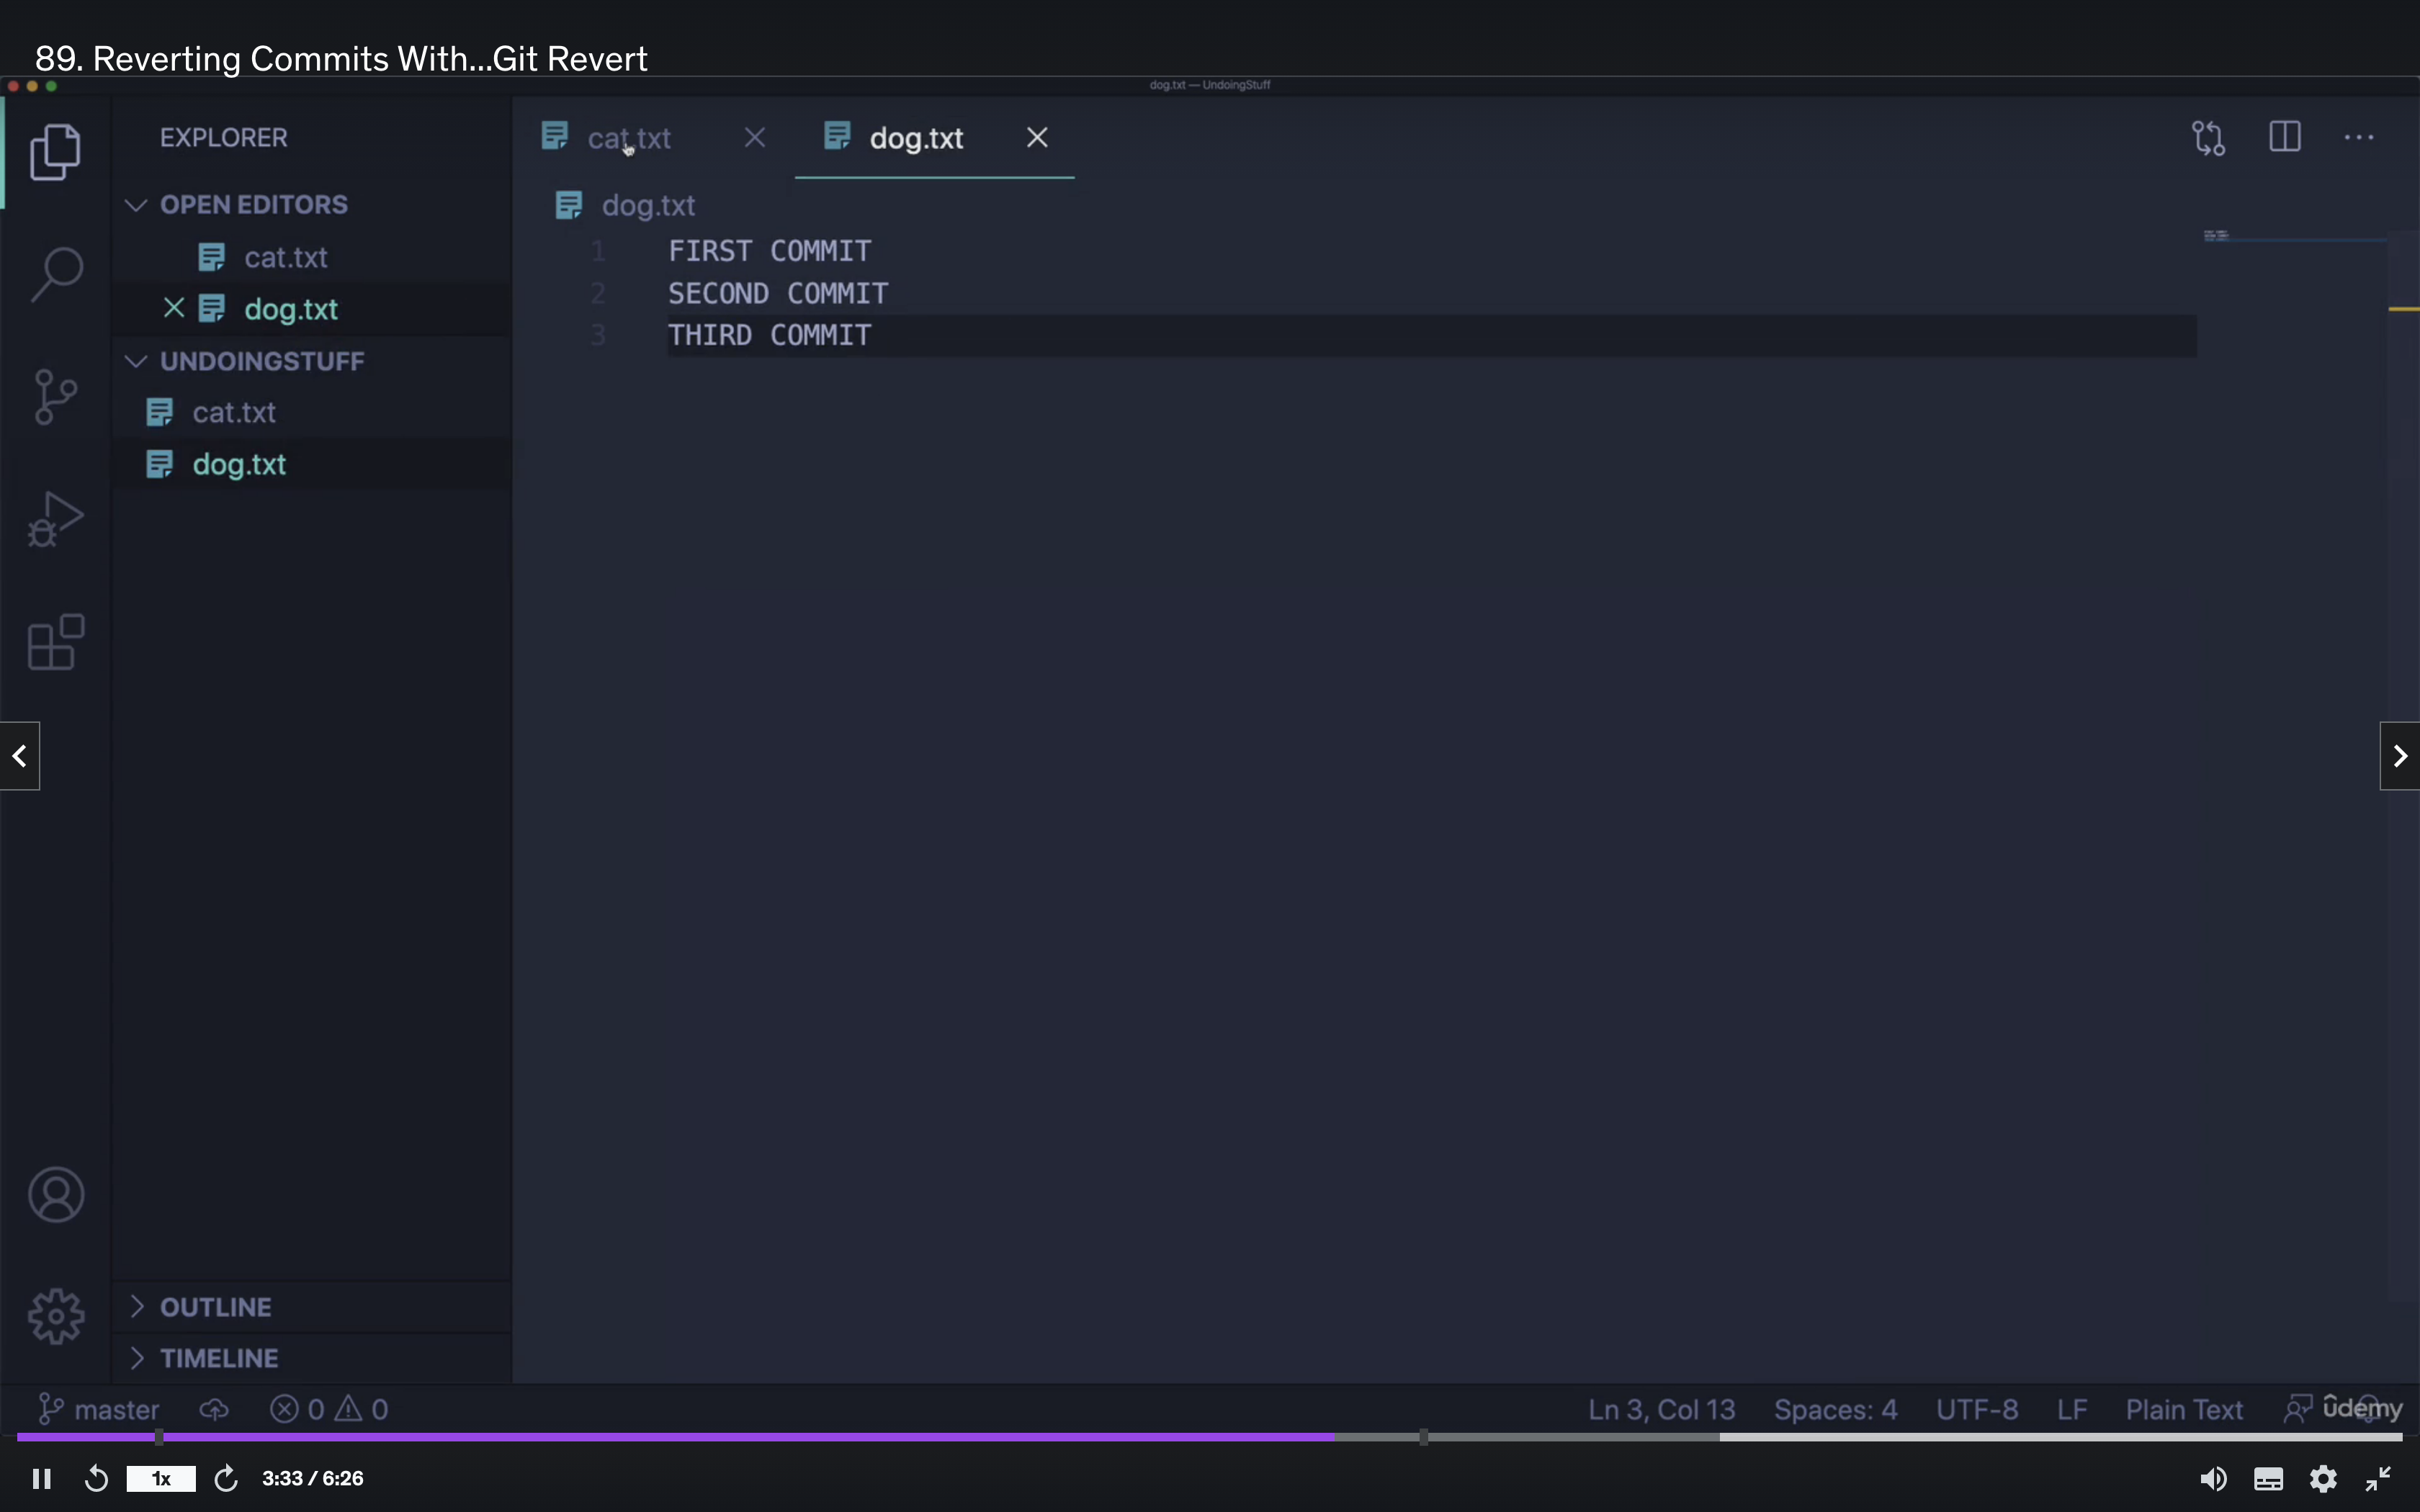 89. Reverting Commits With...Git Revert
dog.txt — UndoingStuff
EXPLORER
cat.txt
dog.txt
OPEN EDITORS
cat.txt
dog.txt
UNDOINGSTUFF
cat.txt
dog.txt
dog.txt
1 FIRST COMMIT
2 SECOND COMMIT
3 THIRD COMMIT
OUTLINE
TIMELINE
master 0 0 Ln 3, Col 13 Spaces: 4 UTF-8 LF Plain Text ûdemy
1x 3:33 / 6:26